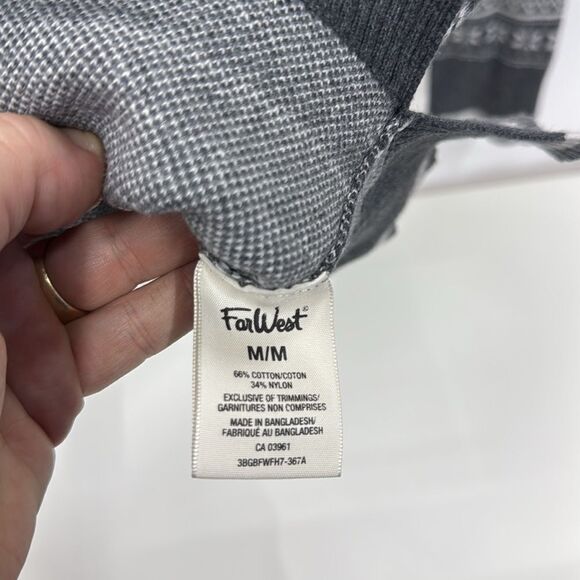 FarWest®
M/M
66% COTTON/COTON
34% NYLON
EXCLUSIVE OF TRIMMINGS/
GARNITURES NON COMPRISES
MADE IN BANGLADESH/
FABRIQUÉ AU BANGLADESH
CA 03961
3BGBFWFH7-367A